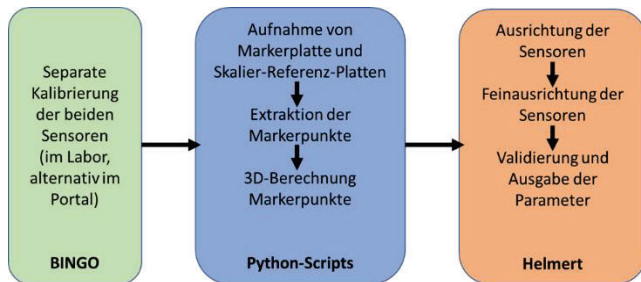 Separate
Kalibrierung
der beiden
Sensoren
(im Labor,
alternativ im
Portal)
BINGO
Aufnahme von
Markerplatte und
Skalier-Referenz-Platten
Extraktion der
Markerpunkte
3D-Berechnung
Markerpunkte
Python-Scripts
Ausrichtung der
Sensoren
Feinausrichtung der
Sensoren
Validierung und
Ausgabe der
Parameter
Helmert